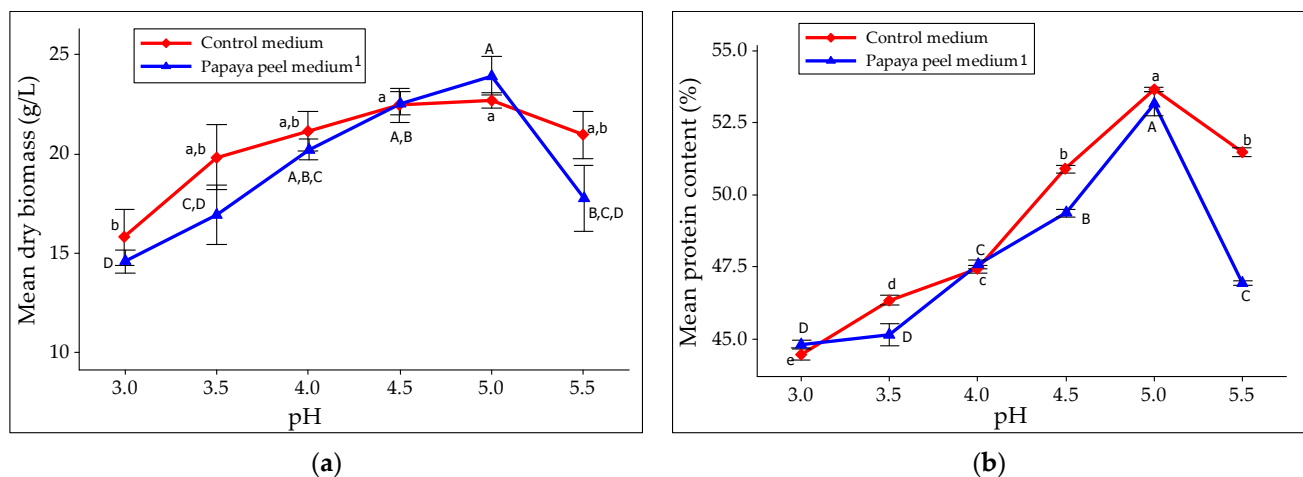 Control medium
Papaya peel medium1
Mean dry biomass (g/L)
25
20
15
10
b
a,b
a,b
a
a
a,b
D
C,D
A,B,C
A,B
A
B,C,D
3.0 3.5 4.0 4.5 5.0 5.5
pH
(a)
Control medium
Papaya peel medium1
Mean protein content (%)
55.0
52.5
50.0
47.5
45.0
e
d
c
b
a
b
D
D
C
B
A
C
3.0 3.5 4.0 4.5 5.0 5.5
pH
(b)